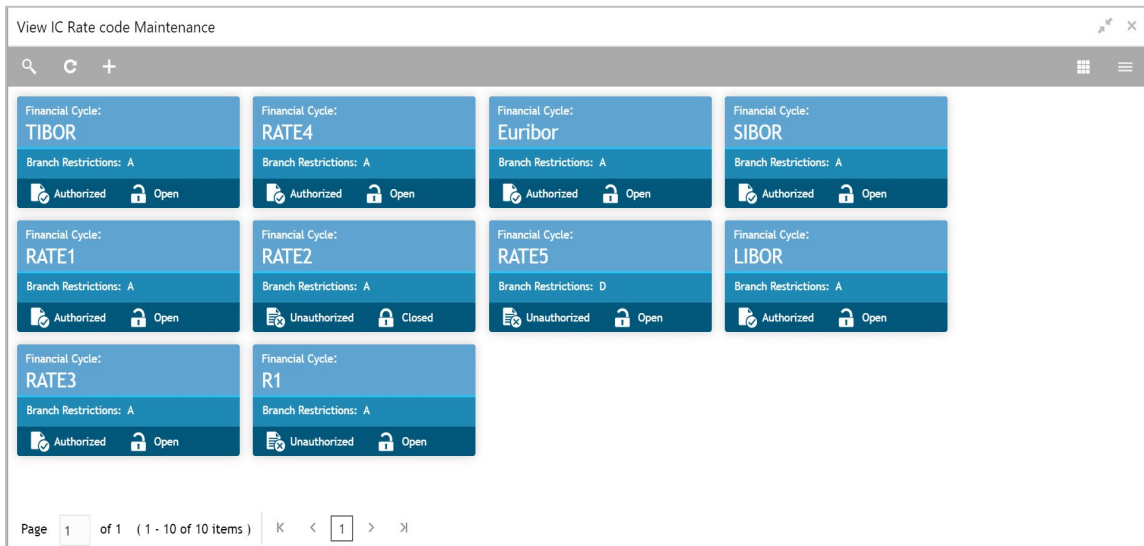 View IC Rate code Maintenance
Financial Cycle: Financial Cycle: Financial Cycle: Financial Cycle:
TIBOR RATE4 Euribor SIBOR
Branch Restrictions: A Branch Restrictions: A Branch Restrictions: A Branch Restrictions: A
Authorized Open Authorized Open Authorized Open Authorized Open
Financial Cycle: Financial Cycle: Financial Cycle: Financial Cycle:
RATE1 RATE2 RATE5 LIBOR
Branch Restrictions: A Branch Restrictions: A Branch Restrictions: D Branch Restrictions: A
Authorized Open Unauthorized Closed Unauthorized Open Authorized Open
Financial Cycle: Financial Cycle:
RATE3 R1
Branch Restrictions: A Branch Restrictions: A
Authorized Open Unauthorized Open
Page 1 of 1 ( 1 - 10 of 10 items ) 1